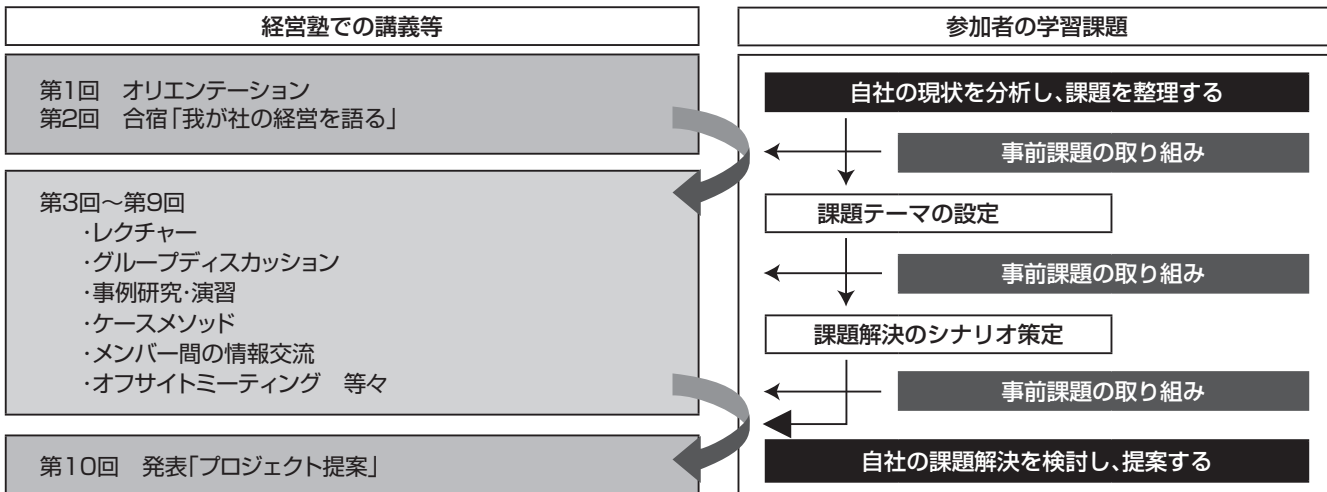 経営塾での講義等
第1回　オリエンテーション
第2回　合宿「我が社の経営を語る」
第3回～第9回
・レクチャー
・グループディスカッション
・事例研究・演習
・ケースメソッド
・メンバー間の情報交流
・オフサイトミーティング　等々
第10回　発表「プロジェクト提案」
参加者の学習課題
自社の現状を分析し、課題を整理する
事前課題の取り組み
課題テーマの設定
事前課題の取り組み
課題解決のシナリオ策定
事前課題の取り組み
自社の課題解決を検討し、提案する